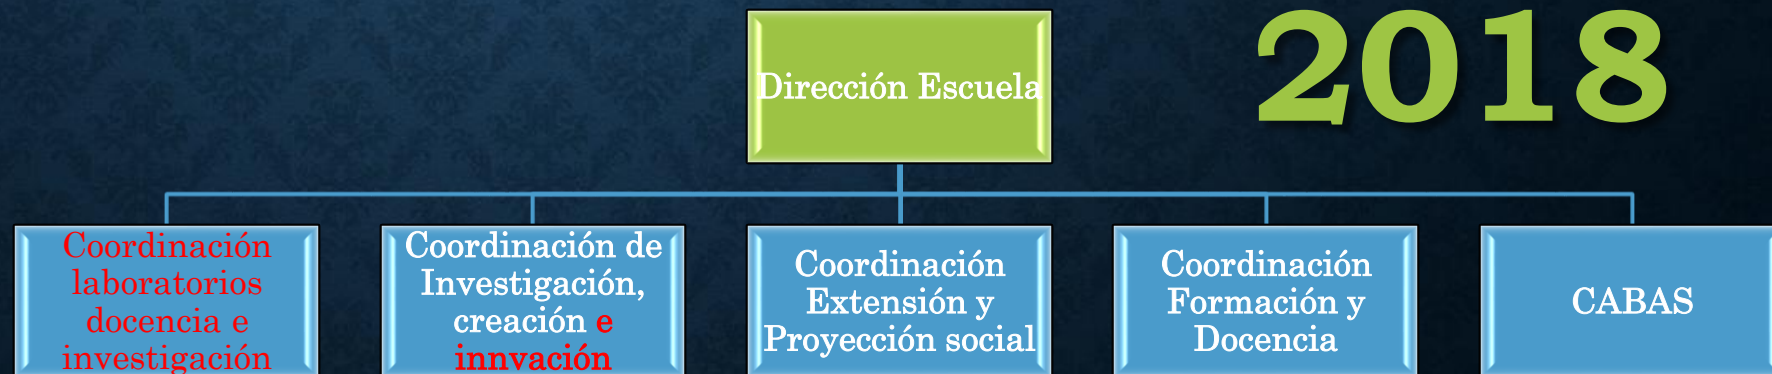 Dirección Escuela
2018
Coordinación
laboratorios
docencia e
investigación
Coordinación de
Investigación,
creación e
innvación
Coordinación
Extensión y
Proyección social
Coordinación
Formación y
Docencia
CABAS